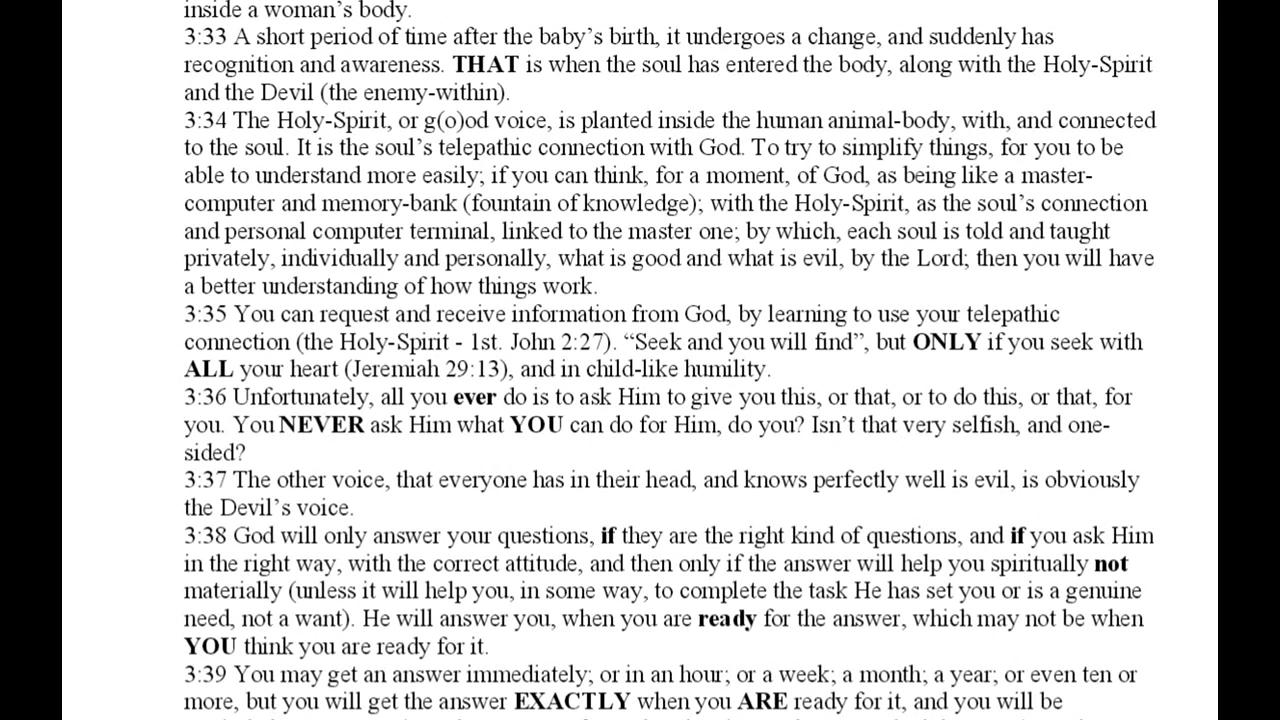 inside a woman's body.
3:33 A short period of time after the baby's birth, it undergoes a change, and suddenly has
recognition and awareness. THAT is when the soul has entered the body, along with the Holy-Spirit
and the Devil (the enemy-within).
3:34 The Holy-Spirit, or g(o)od voice, is planted inside the human animal-body, with, and connected
to the soul. It is the soul's telepathic connection with God. To try to simplify things, for you to be
able to understand more easily; if you can think, for a moment, of God, as being like a master-
computer and memory-bank (fountain of knowledge); with the Holy-Spirit, as the soul's connection
and personal computer terminal, linked to the master one; by which, each soul is told and taught
privately, individually and personally, what is good and what is evil, by the Lord; then you will have
a better understanding of how things work.
3:35 You can request and receive information from God, by learning to use your telepathic
connection (the Holy-Spirit - 1st. John 2:27). “Seek and you will find”, but ONLY if you seek with
ALL your heart (Jeremiah 29:13), and in child-like humility.
3:36 Unfortunately, all you ever do is to ask Him to give you this, or that, or to do this, or that, for
you. You NEVER ask Him what YOU can do for Him, do you? Isn't that very selfish, and one-
sided?
3:37 The other voice, that everyone has in their head, and knows perfectly well is evil, is obviously
the Devil's voice.
3:38 God will only answer your questions, if they are the right kind of questions, and if you ask Him
in the right way, with the correct attitude, and then only if the answer will help you spiritually not
materially (unless it will help you, in some way, to complete the task He has set you or is a genuine
need, not a want). He will answer you, when you are ready for the answer, which may not be when
YOU think you are ready for it.
3:39 You may get an answer immediately; or in an hour; or a week; a month; a year; or even ten or
more, but you will get the answer EXACTLY when you ARE ready for it, and you will be